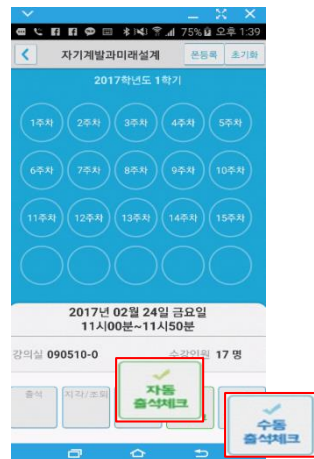 75% 오후 1:39
자기계발과미래설계 폰등록 초기화
2017학년도 1학기
1주차 2주차 3주차 4주차 5주차
6주차 7주차 8주차 9주차 10주차
11주차 12주차 13주차 14주차 15주차
2017년 02월 24일 금요일
11시00분~11시50분
강의실 090510-0 수강인원 17 명
출석 지각/조퇴
자동
출석체크
수동
출석체크